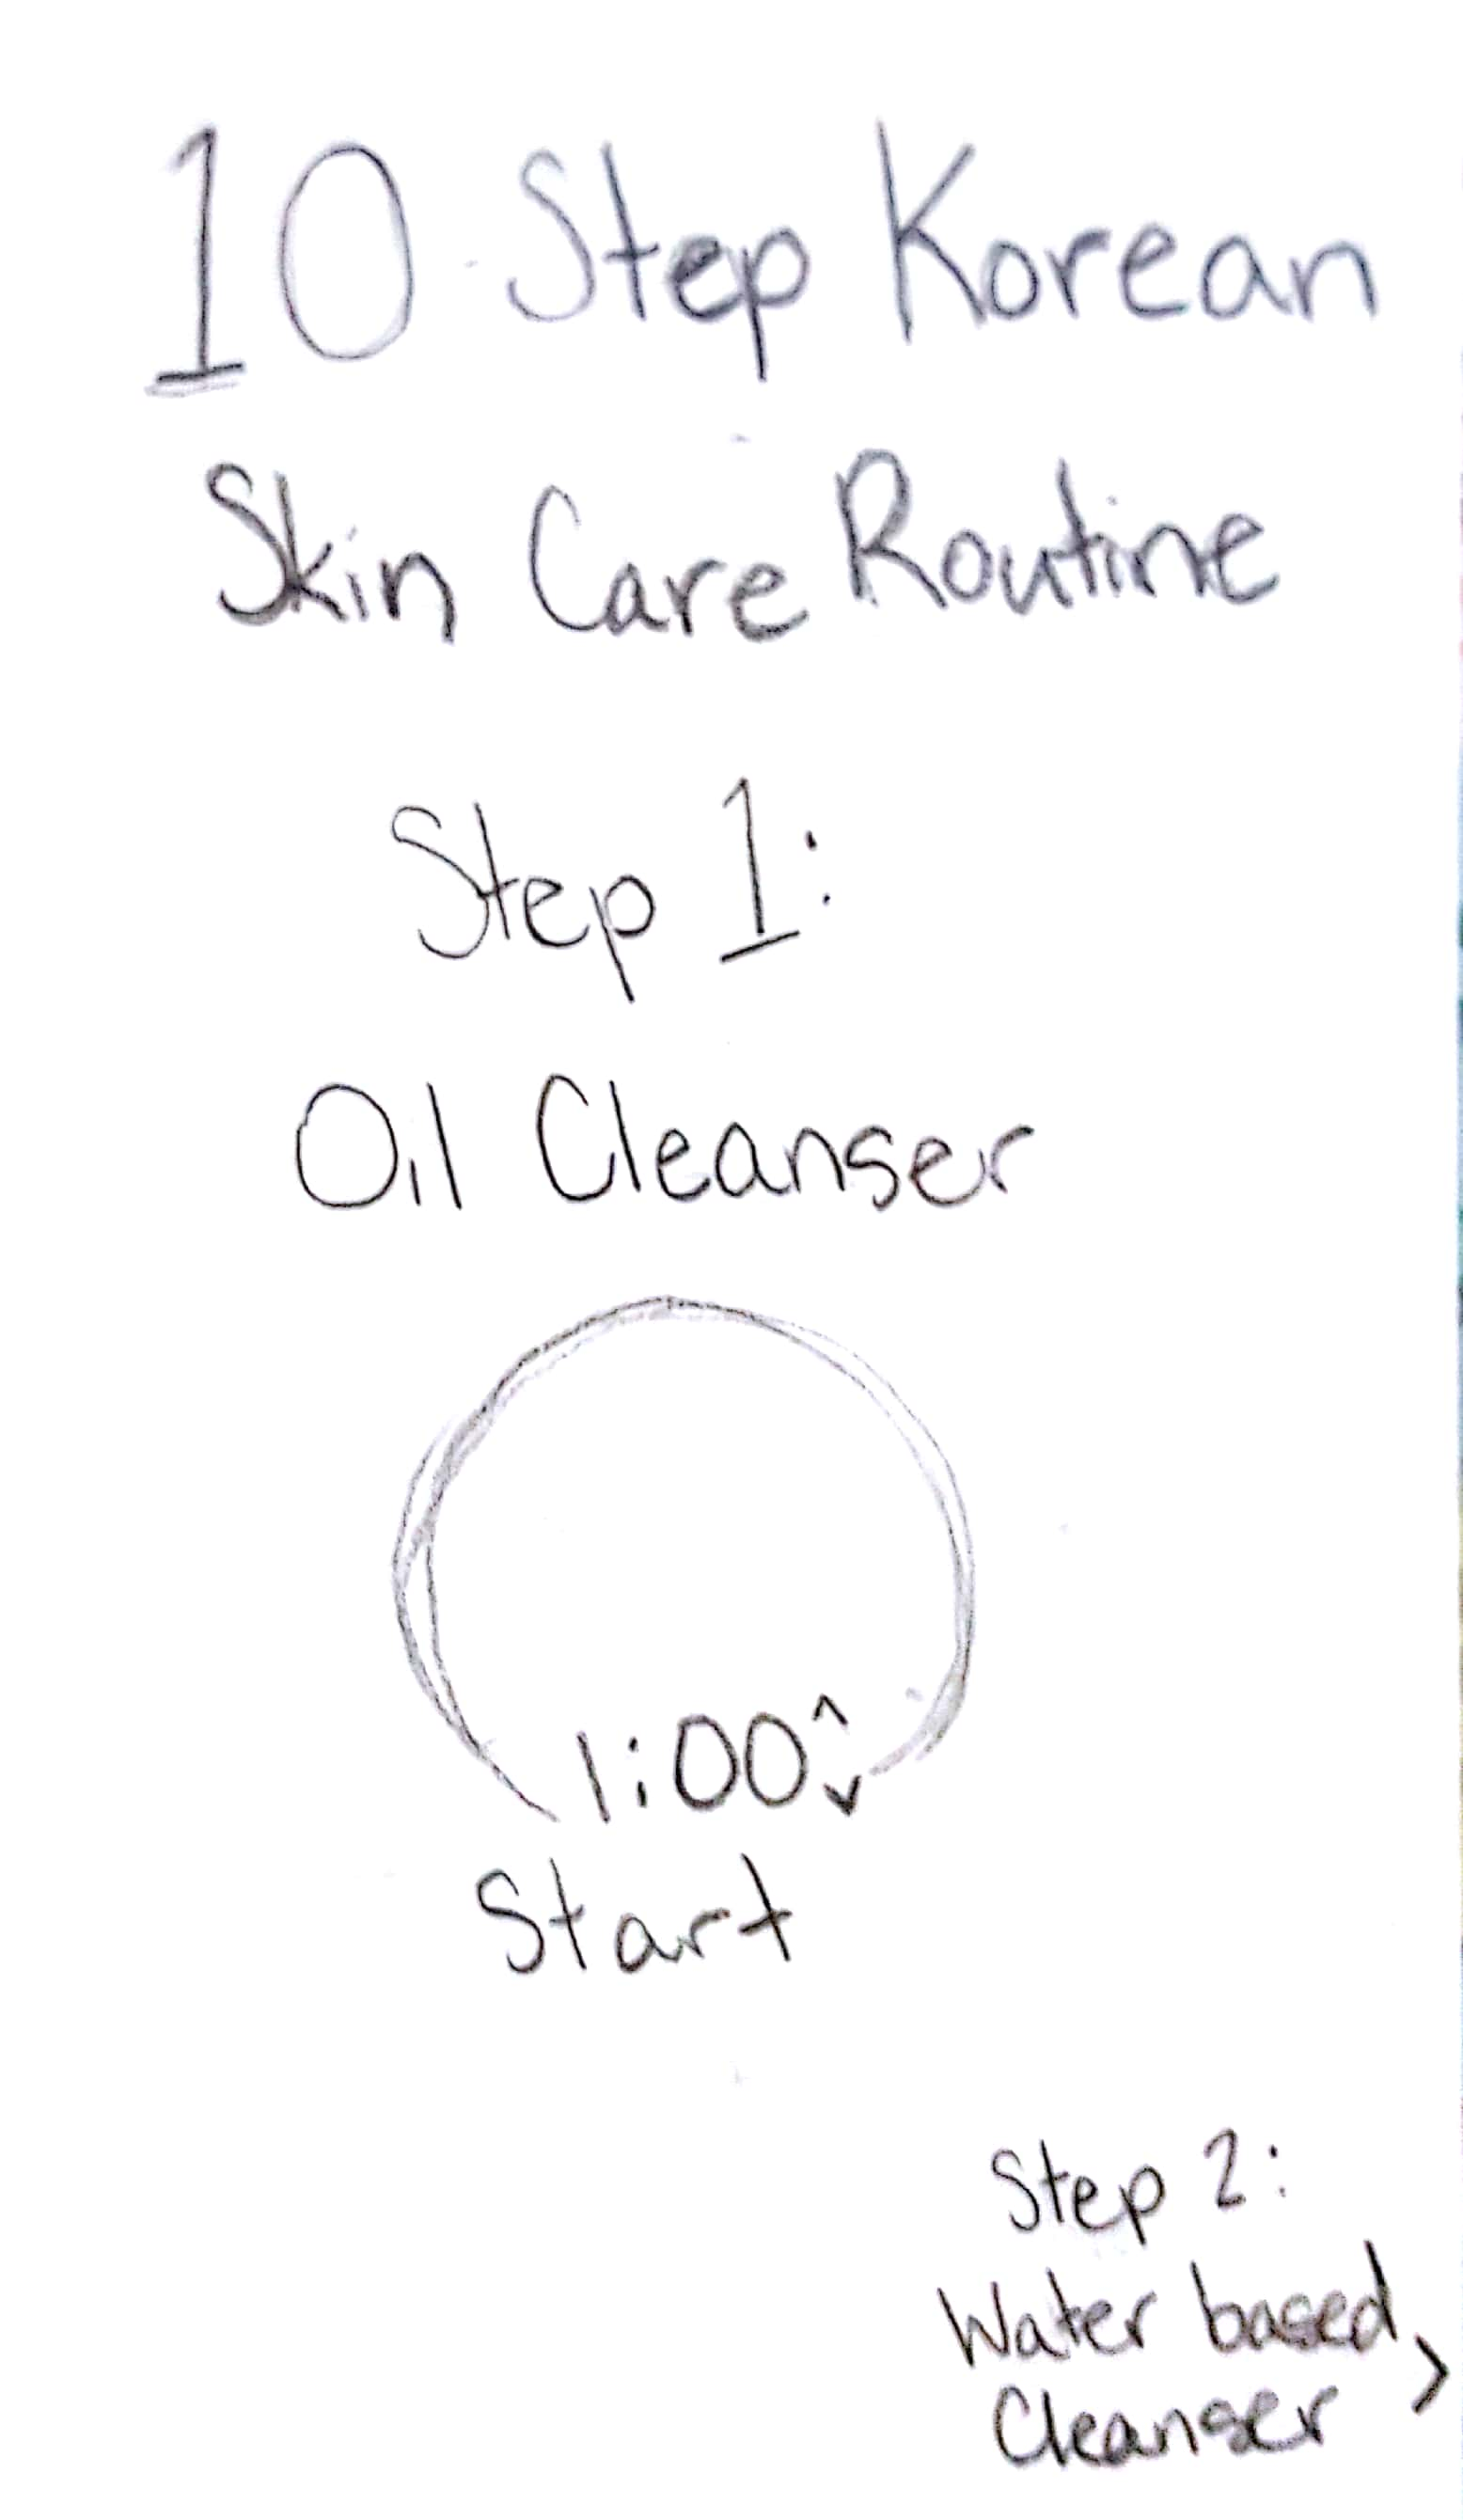 10 Step Korean
Skin Care Routine
Step 1:
Oil Cleanser
1:00
Start
Step 2:
Water based
Cleanser >